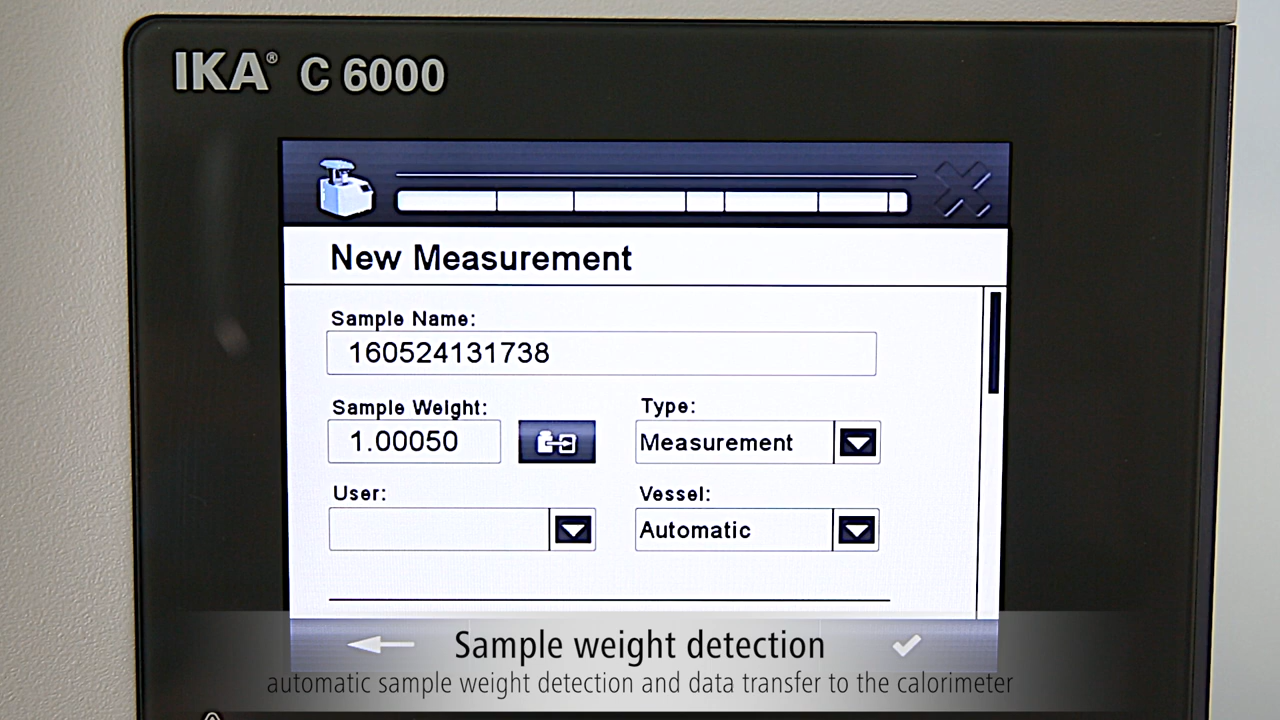 IKA® C 6000
New Measurement
Sample Name:
160524131738
Sample Weight: Type:
1.00050 Measurement
User: Vessel:
Automatic
Sample weight detection
automatic sample weight detection and data transfer to the calorimeter